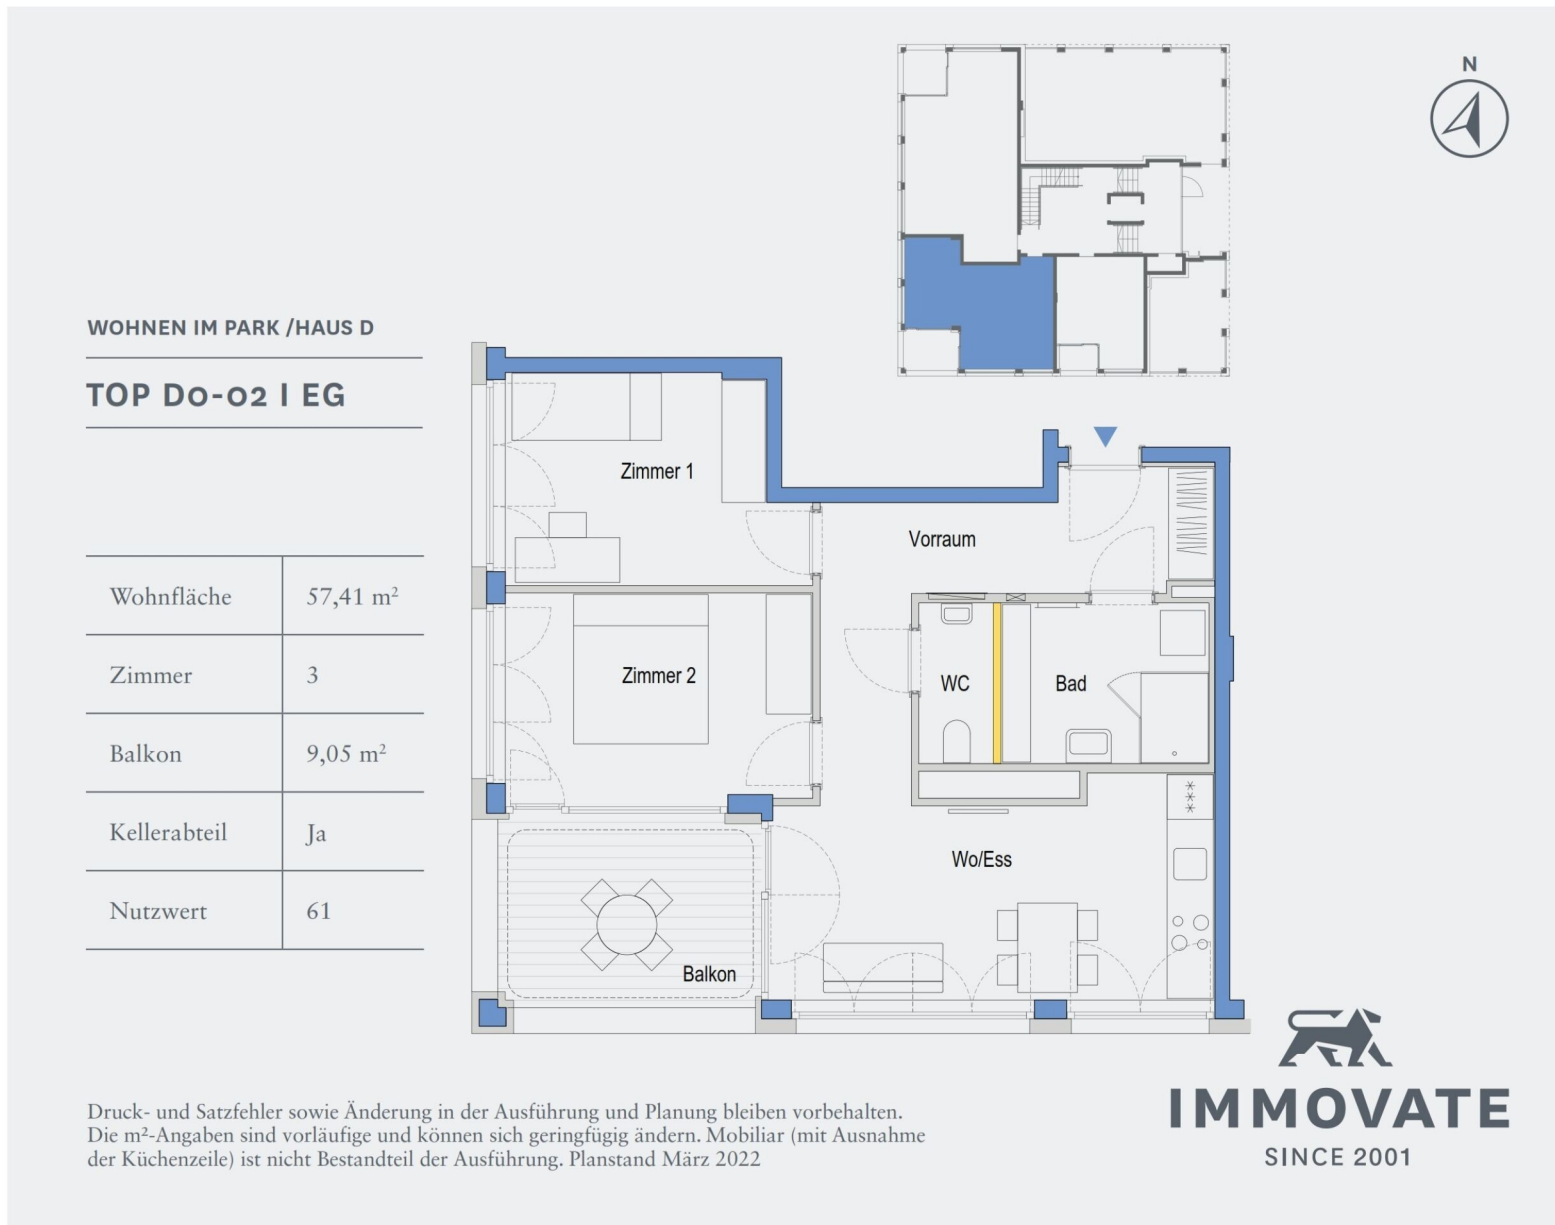 N
WOHNEN IM PARK /HAUS D
TOP D0-02 I EG
Wohnfläche 57,41 m²
Zimmer 3
Balkon 9,05 m²
Kellerabteil Ja
Nutzwert 61
Zimmer 1
Vorraum
Zimmer 2
WC
Bad
Wo/Ess
Balkon
Druck- und Satzfehler sowie Änderung in der Ausführung und Planung bleiben vorbehalten.
Die m²-Angaben sind vorläufige und können sich geringfügig ändern. Mobiliar (mit Ausnahme
der Küchenzeile) ist nicht Bestandteil der Ausführung. Planstand März 2022
IMMOVATE
SINCE 2001